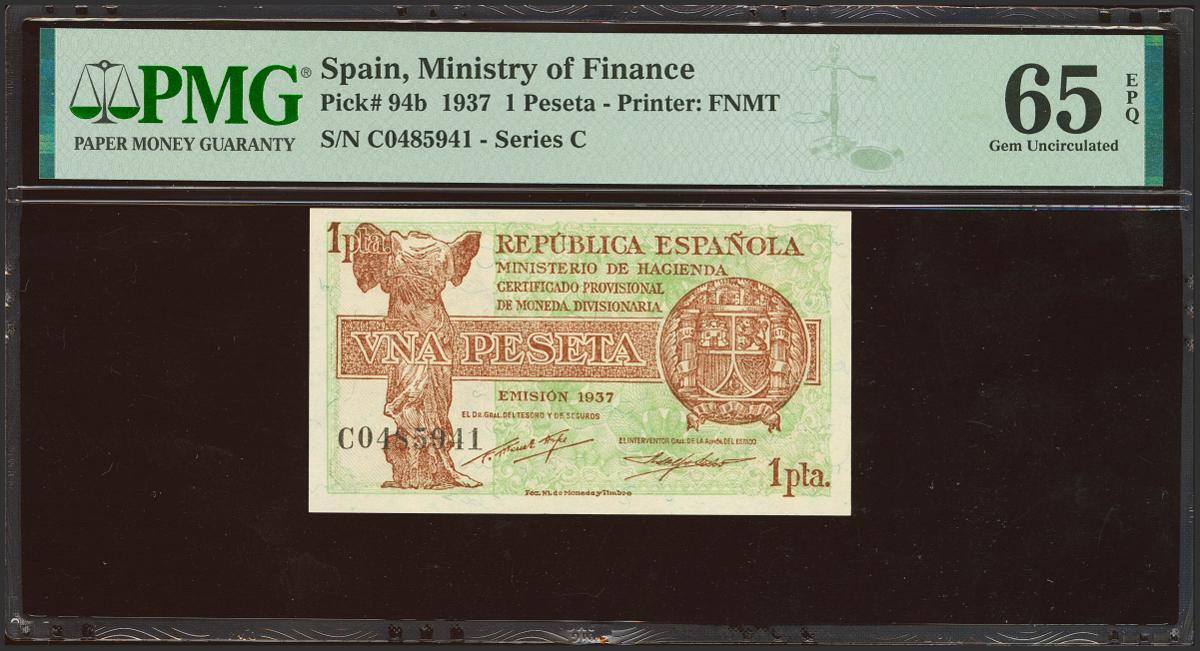 PMG®
PAPER MONEY GUARANTY
Spain, Ministry of Finance
Pick# 94b 1937 1 Peseta - Printer: FNMT
S/N C0485941 - Series C
65
EPQ
Gem Uncirculated
1pta.
REPÚBLICA ESPAÑOLA
MINISTERIO DE HACIENDA
CERTIFICADO PROVISIONAL
DE MONEDA DIVISIONARIA
VNA PESETA
EMISIÓN 1937
EL DR. GRAL. DEL TESORO Y DE SEGUROS
C0485941
EL INTERVENTOR GRAL. DE LA ADMÓN. DEL ESTADO
1pta.